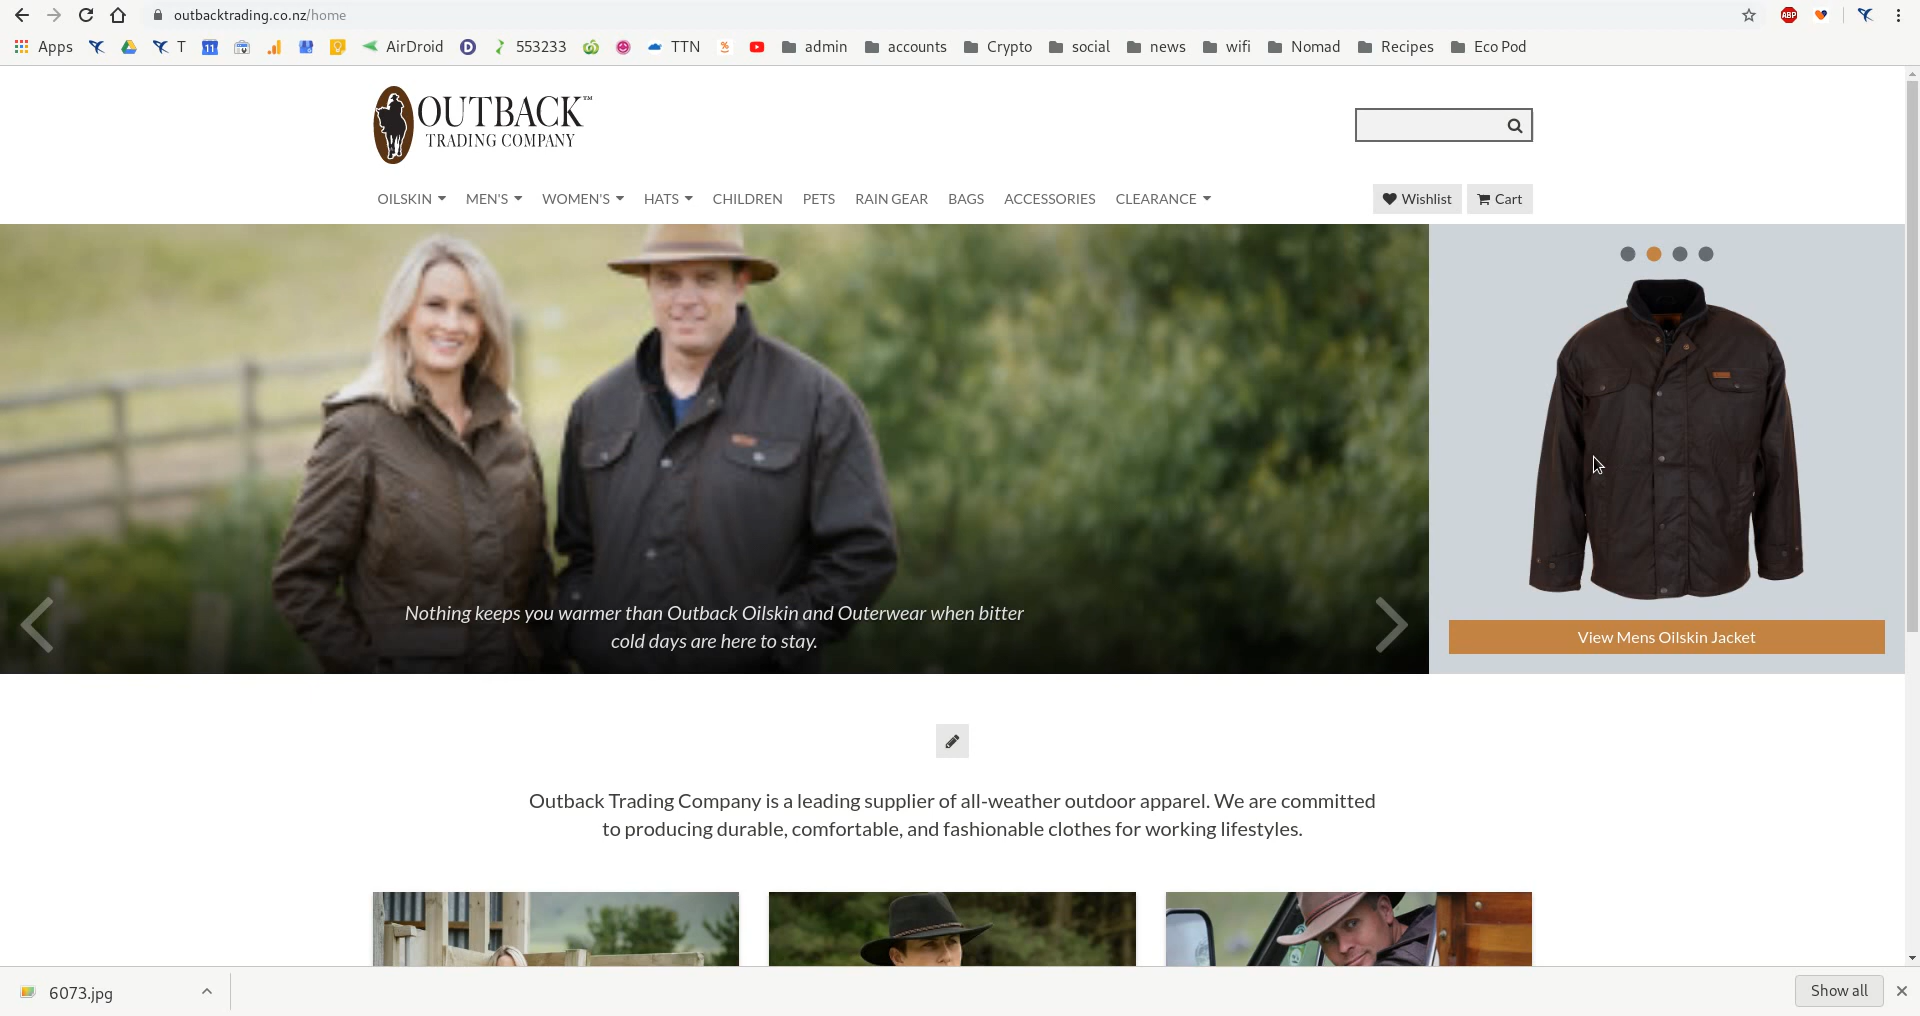 outbacktrading.co.nz/home
ABP
Apps T 11 AirDroid D 553233 TTN admin accounts Crypto social news wifi Nomad Recipes Eco Pod
OUTBACK™
TRADING COMPANY
OILSKIN MEN'S WOMEN'S HATS CHILDREN PETS RAIN GEAR BAGS ACCESSORIES CLEARANCE Wishlist Cart
Nothing keeps you warmer than Outback Oilskin and Outerwear when bitter
cold days are here to stay.
View Mens Oilskin Jacket
Outback Trading Company is a leading supplier of all-weather outdoor apparel. We are committed
to producing durable, comfortable, and fashionable clothes for working lifestyles.
6073.jpg
Show all